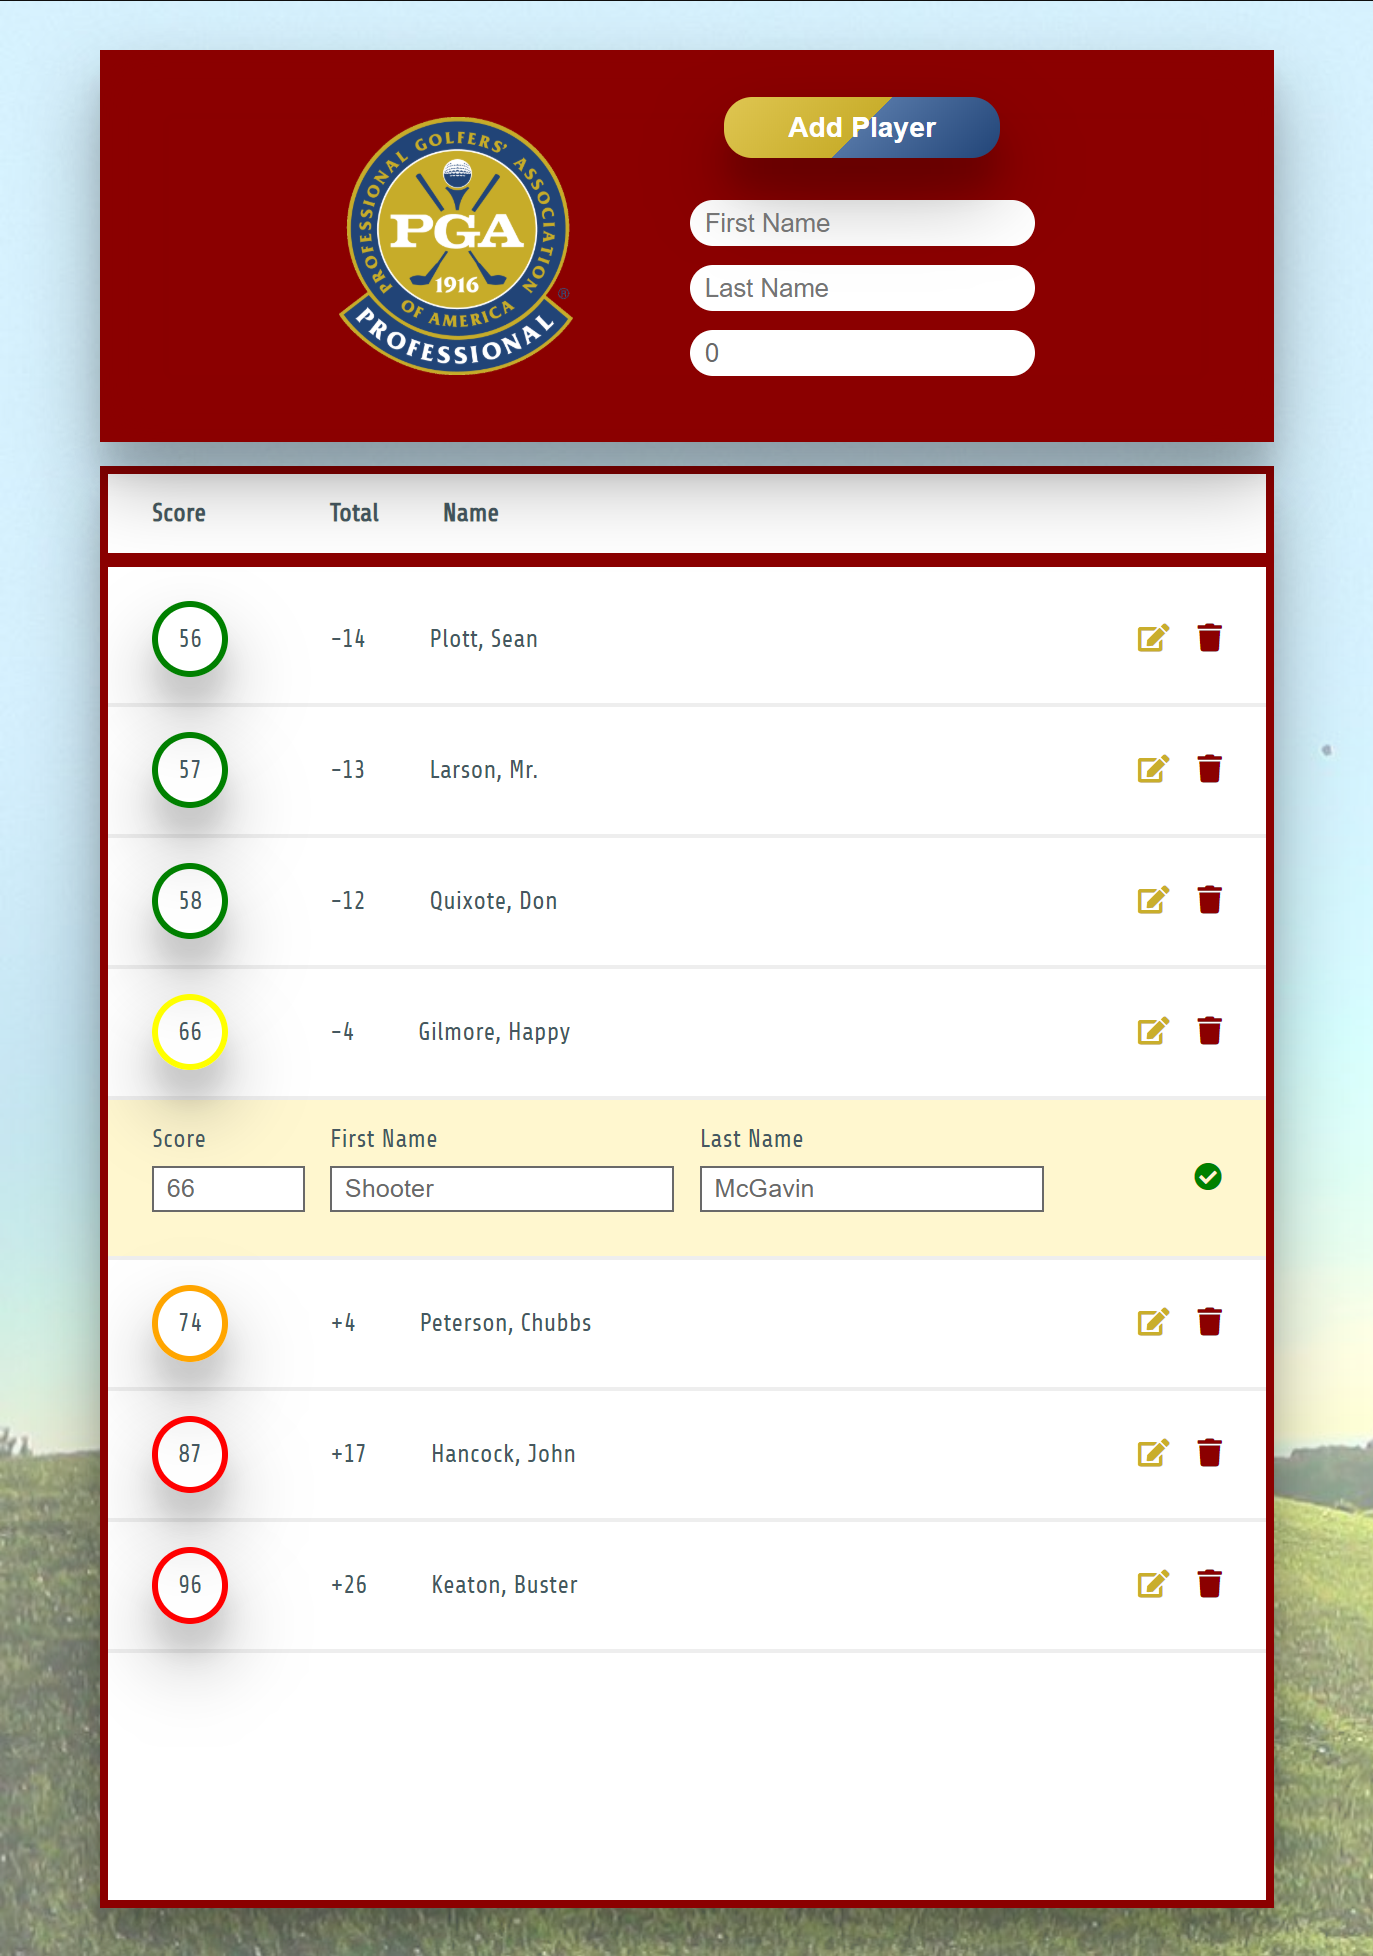 PROFESSIONAL GOLFERS' ASSOCIATION
PGA
1916
OF AMERICA
®
PROFESSIONAL
Add Player
First Name
Last Name
0
Score Total Name
56 -14 Plott, Sean
57 -13 Larson, Mr.
58 -12 Quixote, Don
66 -4 Gilmore, Happy
Score First Name Last Name
66 Shooter McGavin
74 +4 Peterson, Chubbs
87 +17 Hancock, John
96 +26 Keaton, Buster